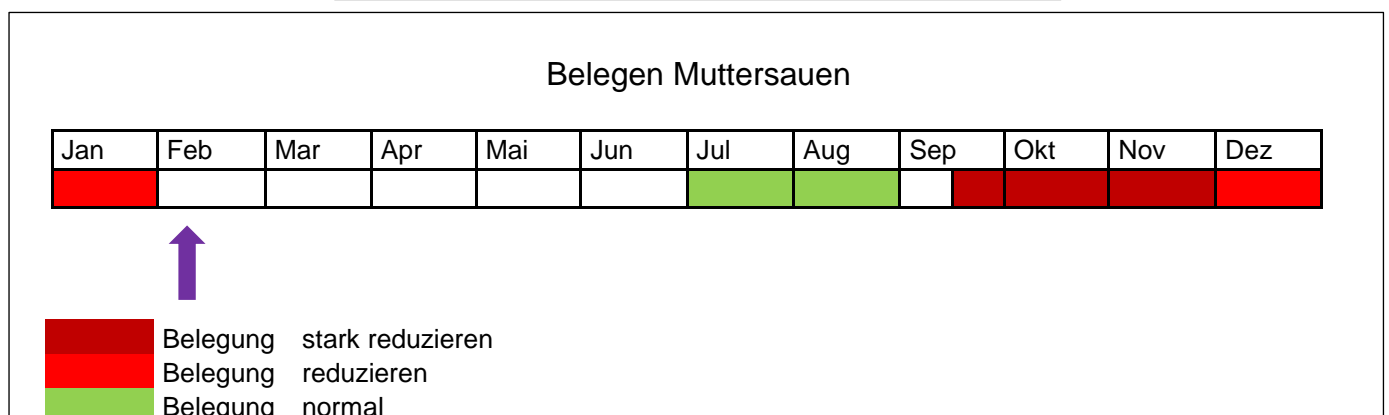 Belegen Muttersauen
Jan Feb Mar Apr Mai Jun Jul Aug Sep Okt Nov Dez
Belegung stark reduzieren
Belegung reduzieren
Belegung normal